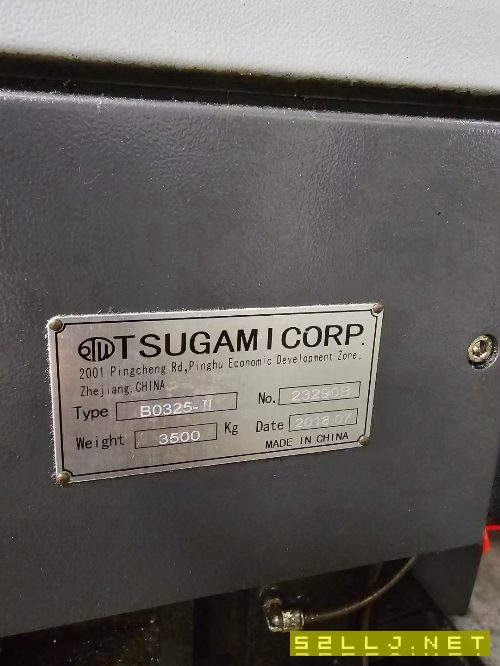 TSUGAMI CORP.
2001 Pingcheng Rd,Pinghu Economic Development Zone,
Zhejiang.CHINA
Type B0325-II No.
Weight 3500 Kg Date 2018.07
MADE IN CHINA
52LLJ.NET